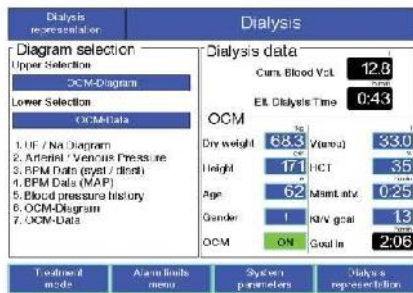 Dialysis representation
Dialysis
Diagram selection
Upper Selection
OCM-Diagram
Lower Selection
OCM-Data
1. UF / Na Diagram
2. Arterial / Venous Pressure
3. BPM Data (syst / diast)
4. BPM Data (MAP)
5. Blood pressure history
6. OCM-Diagram
7. OCM-Data
Dialysis data
Cum. Blood Vol. 12.8
Eff. Dialysis Time 0:43
OCM
Dry weight 68.3 V(urea) 33.0
Height 171 HCT 35
Age 62 Msmt. intv. 0:25
Gender Kt/V goal 1.3
OCM ON Goal in 2:06
Treatment mode
Alarm limits menu
System parameters
Dialysis representation